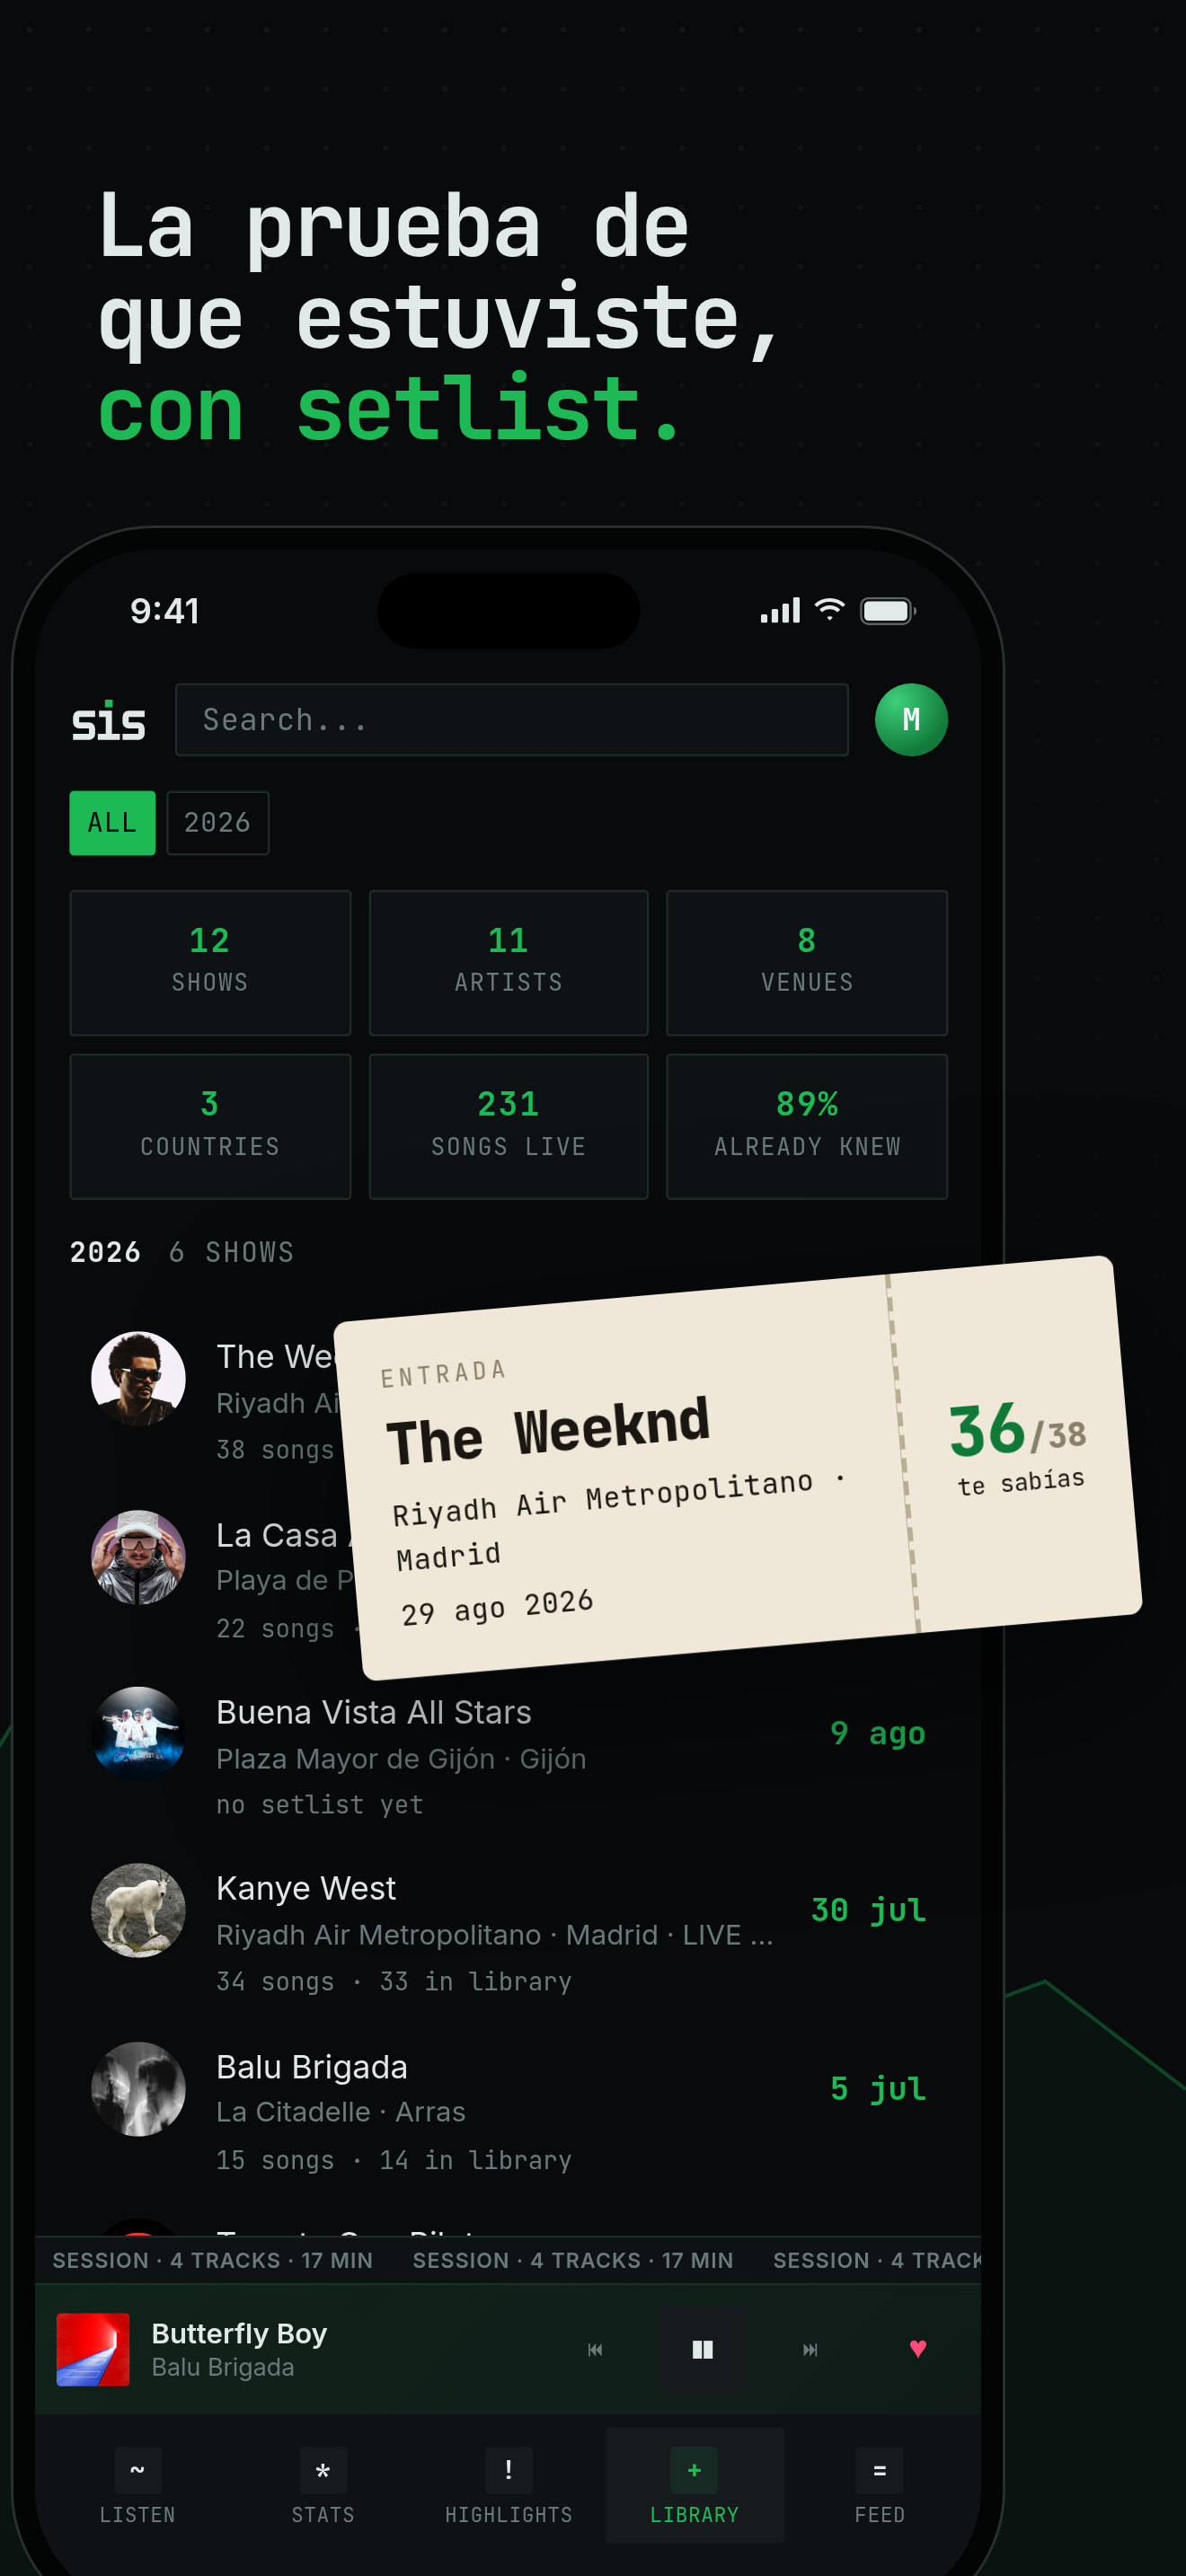 La prueba de
que estuviste,
con setlist.
9:41
sis
Search...
M
ALL
2026
12
SHOWS
11
ARTISTS
8
VENUES
3
COUNTRIES
231
SONGS LIVE
89%
ALREADY KNEW
2026 6 SHOWS
The
Riyadh
38 songs
ENTRADA
The Weeknd
Riyadh Air Metropolitano ·
Madrid
29 ago 2026
36/38
te sabías
La Casa
Playa de
22 songs ·
Buena Vista All Stars
Plaza Mayor de Gijón · Gijón
no setlist yet
9 ago
Kanye West
Riyadh Air Metropolitano · Madrid · LIVE ...
34 songs · 33 in library
30 jul
Balu Brigada
La Citadelle · Arras
15 songs · 14 in library
5 jul
SESSION · 4 TRACKS · 17 MIN SESSION · 4 TRACKS · 17 MIN SESSION · 4 TRACK
Butterfly Boy
Balu Brigada
~
LISTEN
*
STATS
!
HIGHLIGHTS
+
LIBRARY
=
FEED